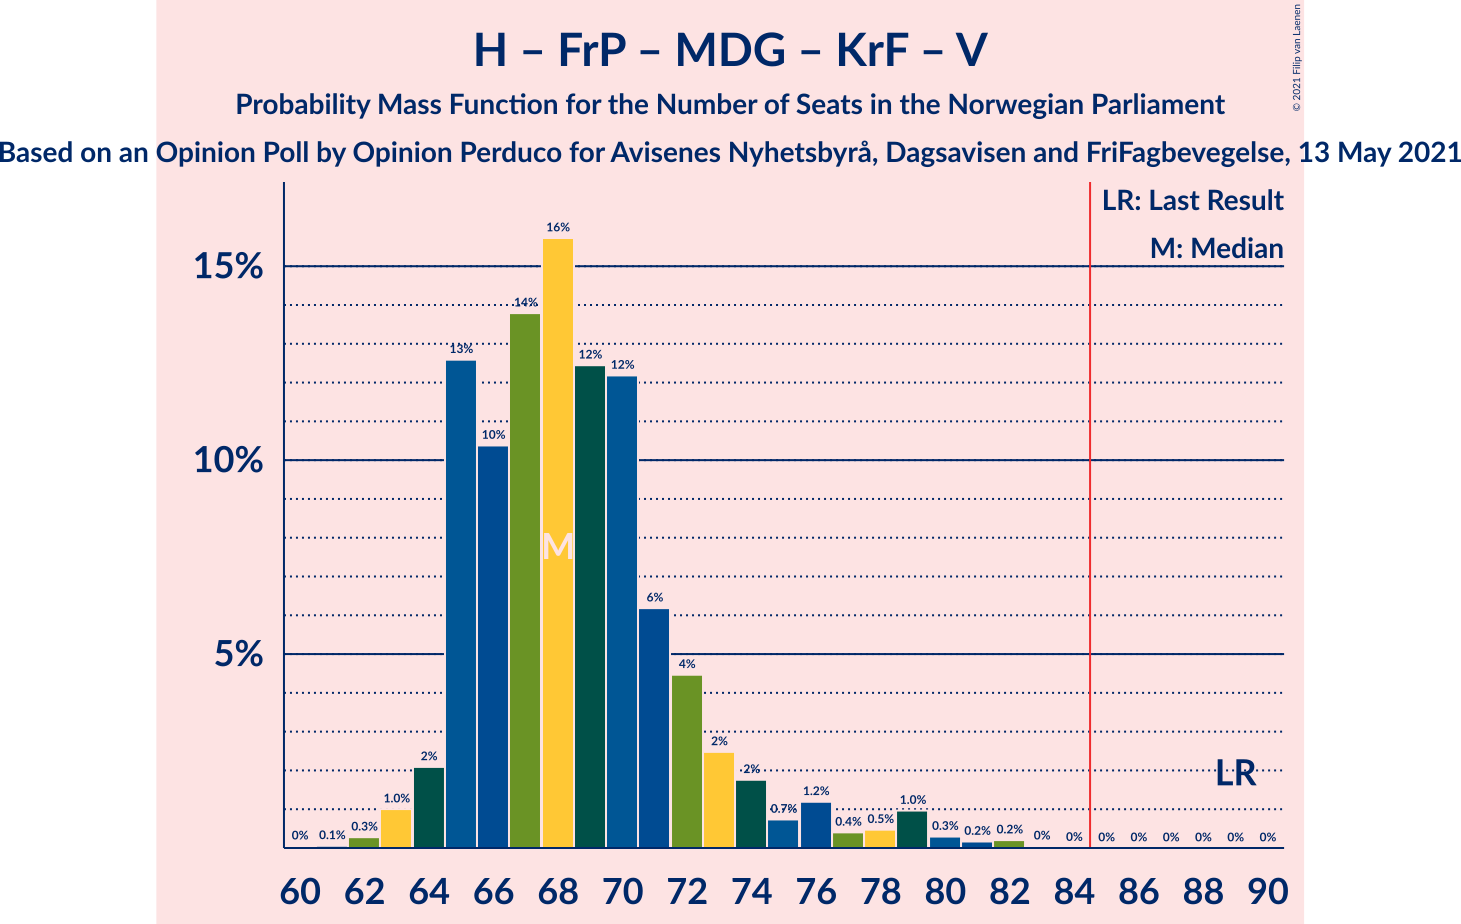 H – FrP – MDG – KrF – V
Probability Mass Function for the Number of Seats in the Norwegian Parliament
Based on an Opinion Poll by Opinion Perduco for Avisenes Nyhetsbyrå, Dagsavisen and FriFagbevegelse, 13 May 2021
© 2021 Filip van Laenen
LR: Last Result
M: Median
15%
10%
5%
0% 0.1% 0.3% 1.0% 2% 13% 10% 14% 16% 12% 12% 6% 4% 2% 2% 0.7% 1.2% 0.4% 0.5% 1.0% 0.3% 0.2% 0.2% 0% 0% 0% 0% 0% 0% 0% 0%
M
LR
60 62 64 66 68 70 72 74 76 78 80 82 84 86 88 90